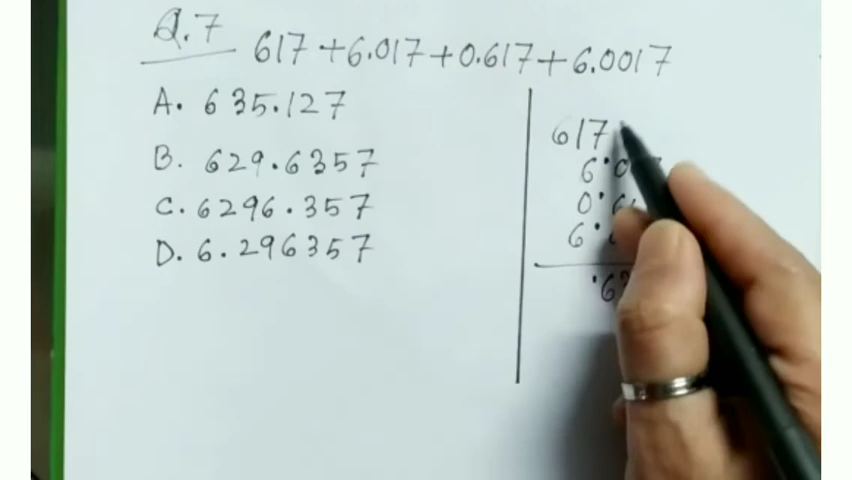 Q.7
617 + 6.017 + 0.617 + 6.0017
A. 635.127
B. 629.6357
C. 6296.357
D. 6.296357
617